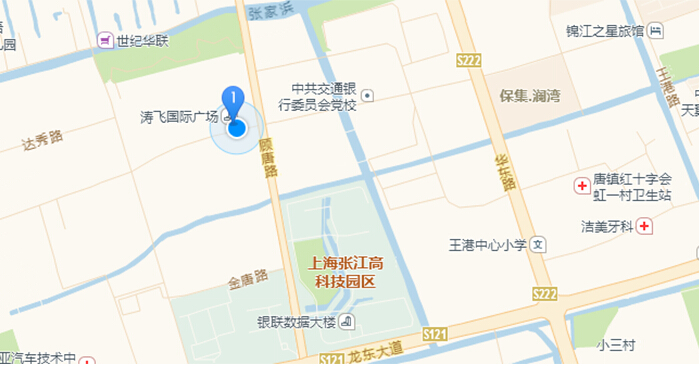 张家浜
世纪华联
园
锦江之星旅馆
S222
王港路
中共交通银
行委员会党校
保集.澜湾
1
涛飞国际广场
达秀路
顾唐路
华东路
唐镇红十字会
虹一村卫生站
洁美牙科
王港中心小学
上海张江高
科技园区
金唐路
S222
银联数据大楼
S121
S121
龙东大道
小三村
亚汽车技术中